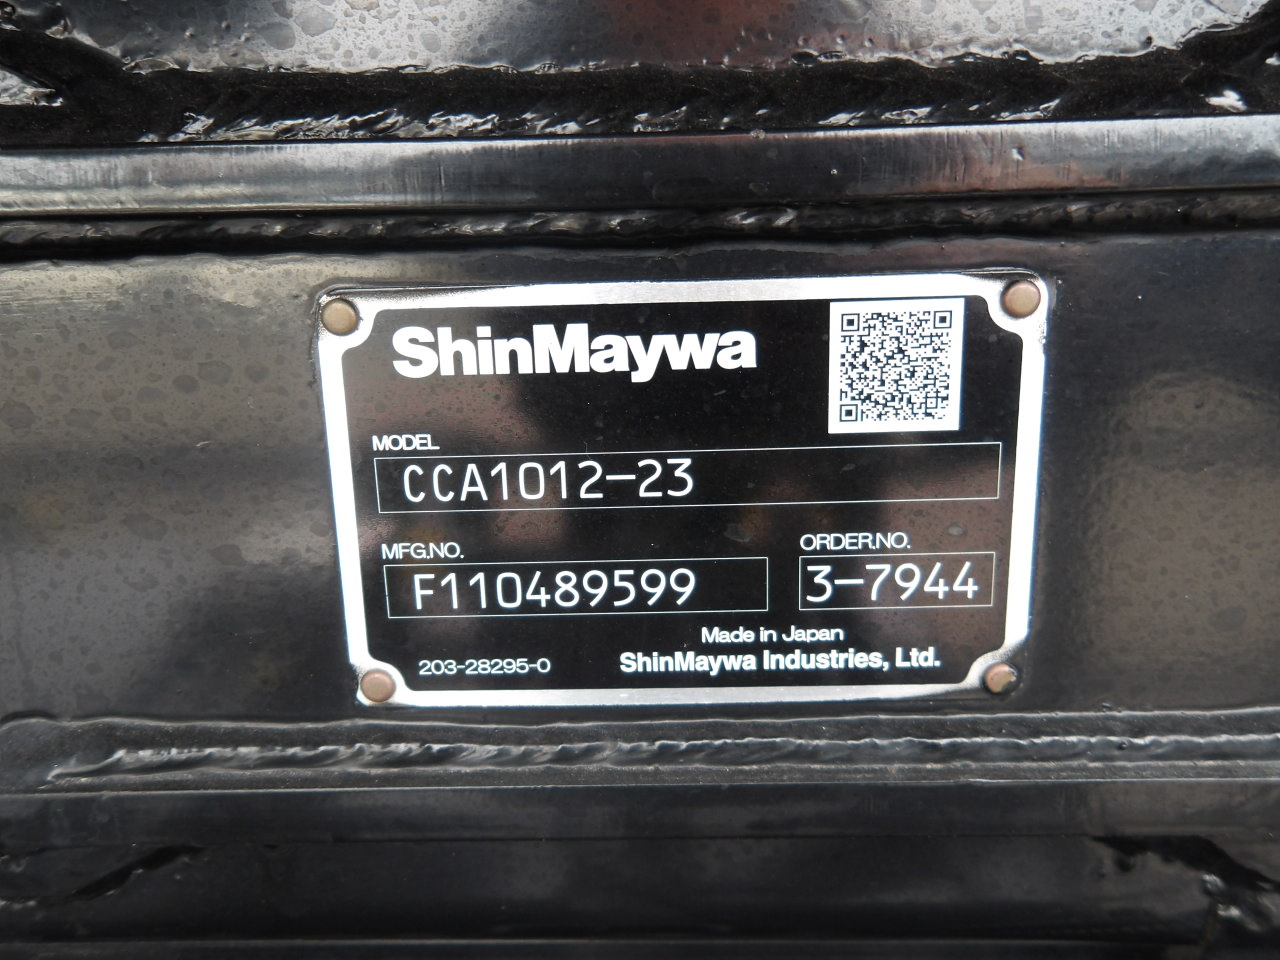 ShinMaywa
MODEL
CCA1012-23
MFG.NO.
F110489599
ORDER.NO.
3-7944
Made in Japan
203-28295-0
ShinMaywa Industries, Ltd.